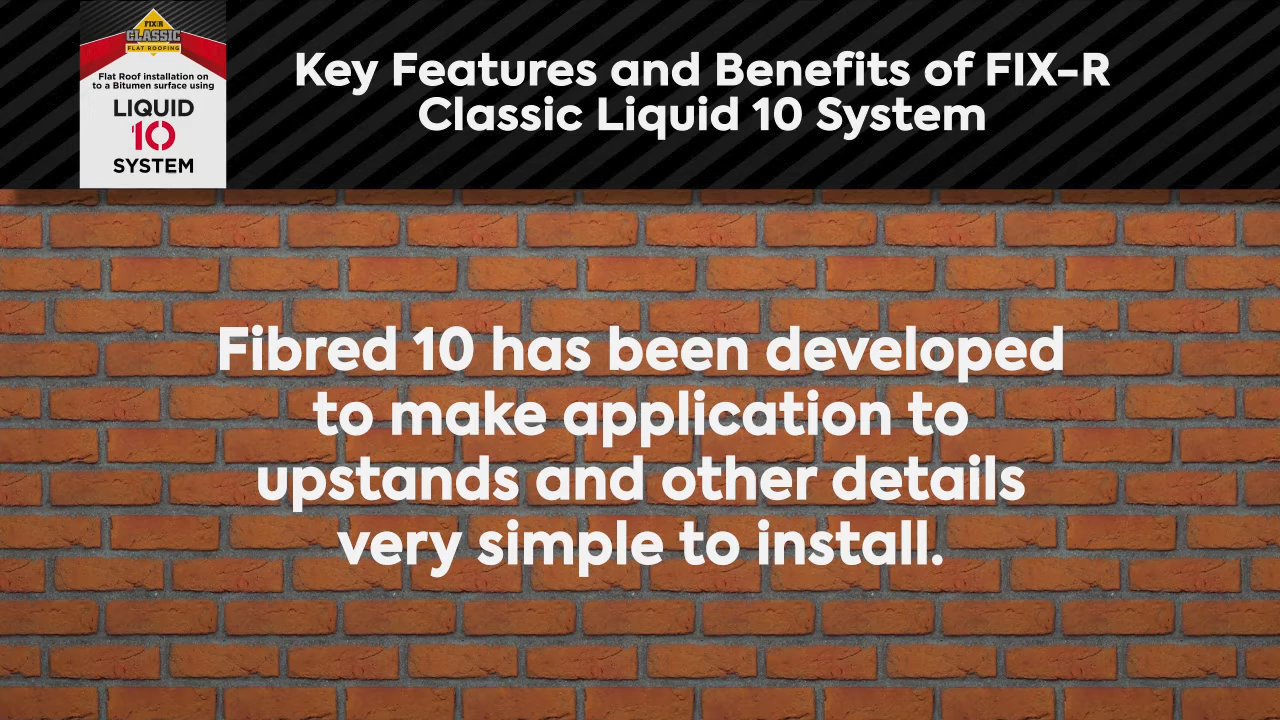 FIX-R
CLASSIC
FLAT ROOFING
Flat Roof installation on
to a Bitumen surface using
LIQUID
10
SYSTEM
Key Features and Benefits of FIX-R
Classic Liquid 10 System
Fibred 10 has been developed
to make application to
upstands and other details
very simple to install.